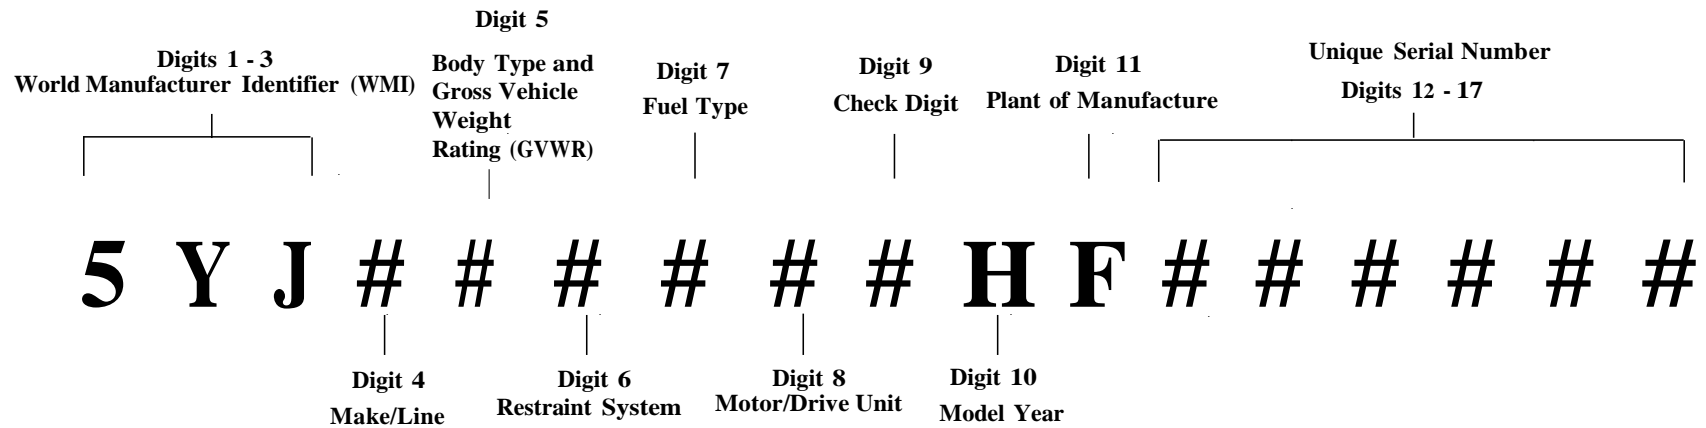 Digits 1 - 3
World Manufacturer Identifier (WMI)
Digit 5
Body Type and
Gross Vehicle
Weight
Rating (GVWR)
Digit 7
Fuel Type
Digit 9
Check Digit
Digit 11
Plant of Manufacture
Unique Serial Number
Digits 12 - 17
5 Y J # # # # # # H F # # # # # #
Digit 4
Make/Line
Digit 6
Restraint System
Digit 8
Motor/Drive Unit
Digit 10
Model Year